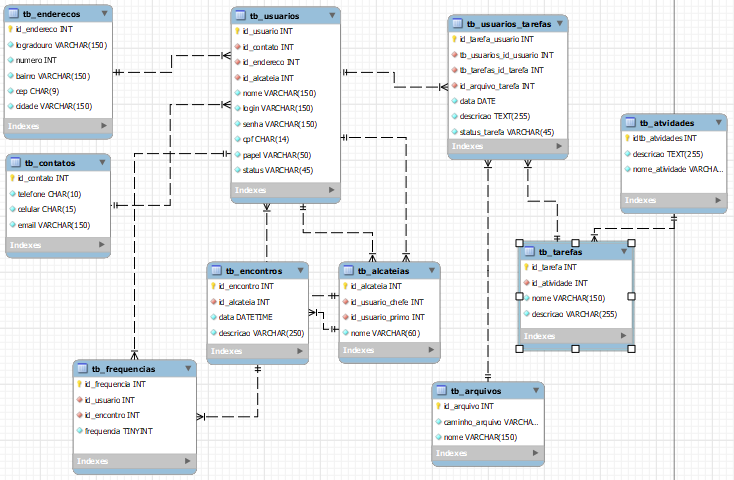 tb_enderecos
id_endereco INT
logradouro VARCHAR(150)
numero INT
bairro VARCHAR(150)
cep CHAR(9)
cidade VARCHAR(150)
Indexes
tb_usuarios
id_usuario INT
id_contato INT
id_endereco INT
id_alcateia INT
nome VARCHAR(150)
login VARCHAR(150)
senha VARCHAR(150)
cpf CHAR(14)
papel VARCHAR(50)
status VARCHAR(45)
Indexes
tb_usuarios_tarefas
id_tarefa_usuario INT
tb_usuarios_id_usuario INT
tb_tarefas_id_tarefa INT
id_arquivo_tarefa INT
data DATE
descricao TEXT(255)
status_tarefa VARCHAR(45)
Indexes
tb_atvidades
idtb_atvidades INT
descricao TEXT(255)
nome_atividade VARCHA...
Indexes
tb_contatos
id_contato INT
telefone CHAR(10)
celular CHAR(15)
email VARCHAR(150)
Indexes
tb_encontros
id_encontro INT
id_alcateia INT
data DATETIME
descricao VARCHAR(250)
Indexes
tb_alcateias
id_alcateia INT
id_usuario_chefe INT
id_usuario_primo INT
nome VARCHAR(60)
Indexes
tb_tarefas
id_tarefa INT
id_atividade INT
nome VARCHAR(150)
descricao VARCHAR(255)
Indexes
tb_frequencias
id_frequencia INT
id_usuario INT
id_encontro INT
frequencia TINYINT
Indexes
tb_arquivos
id_arquivo INT
caminho_arquivo VARCHA...
nome VARCHAR(150)
Indexes